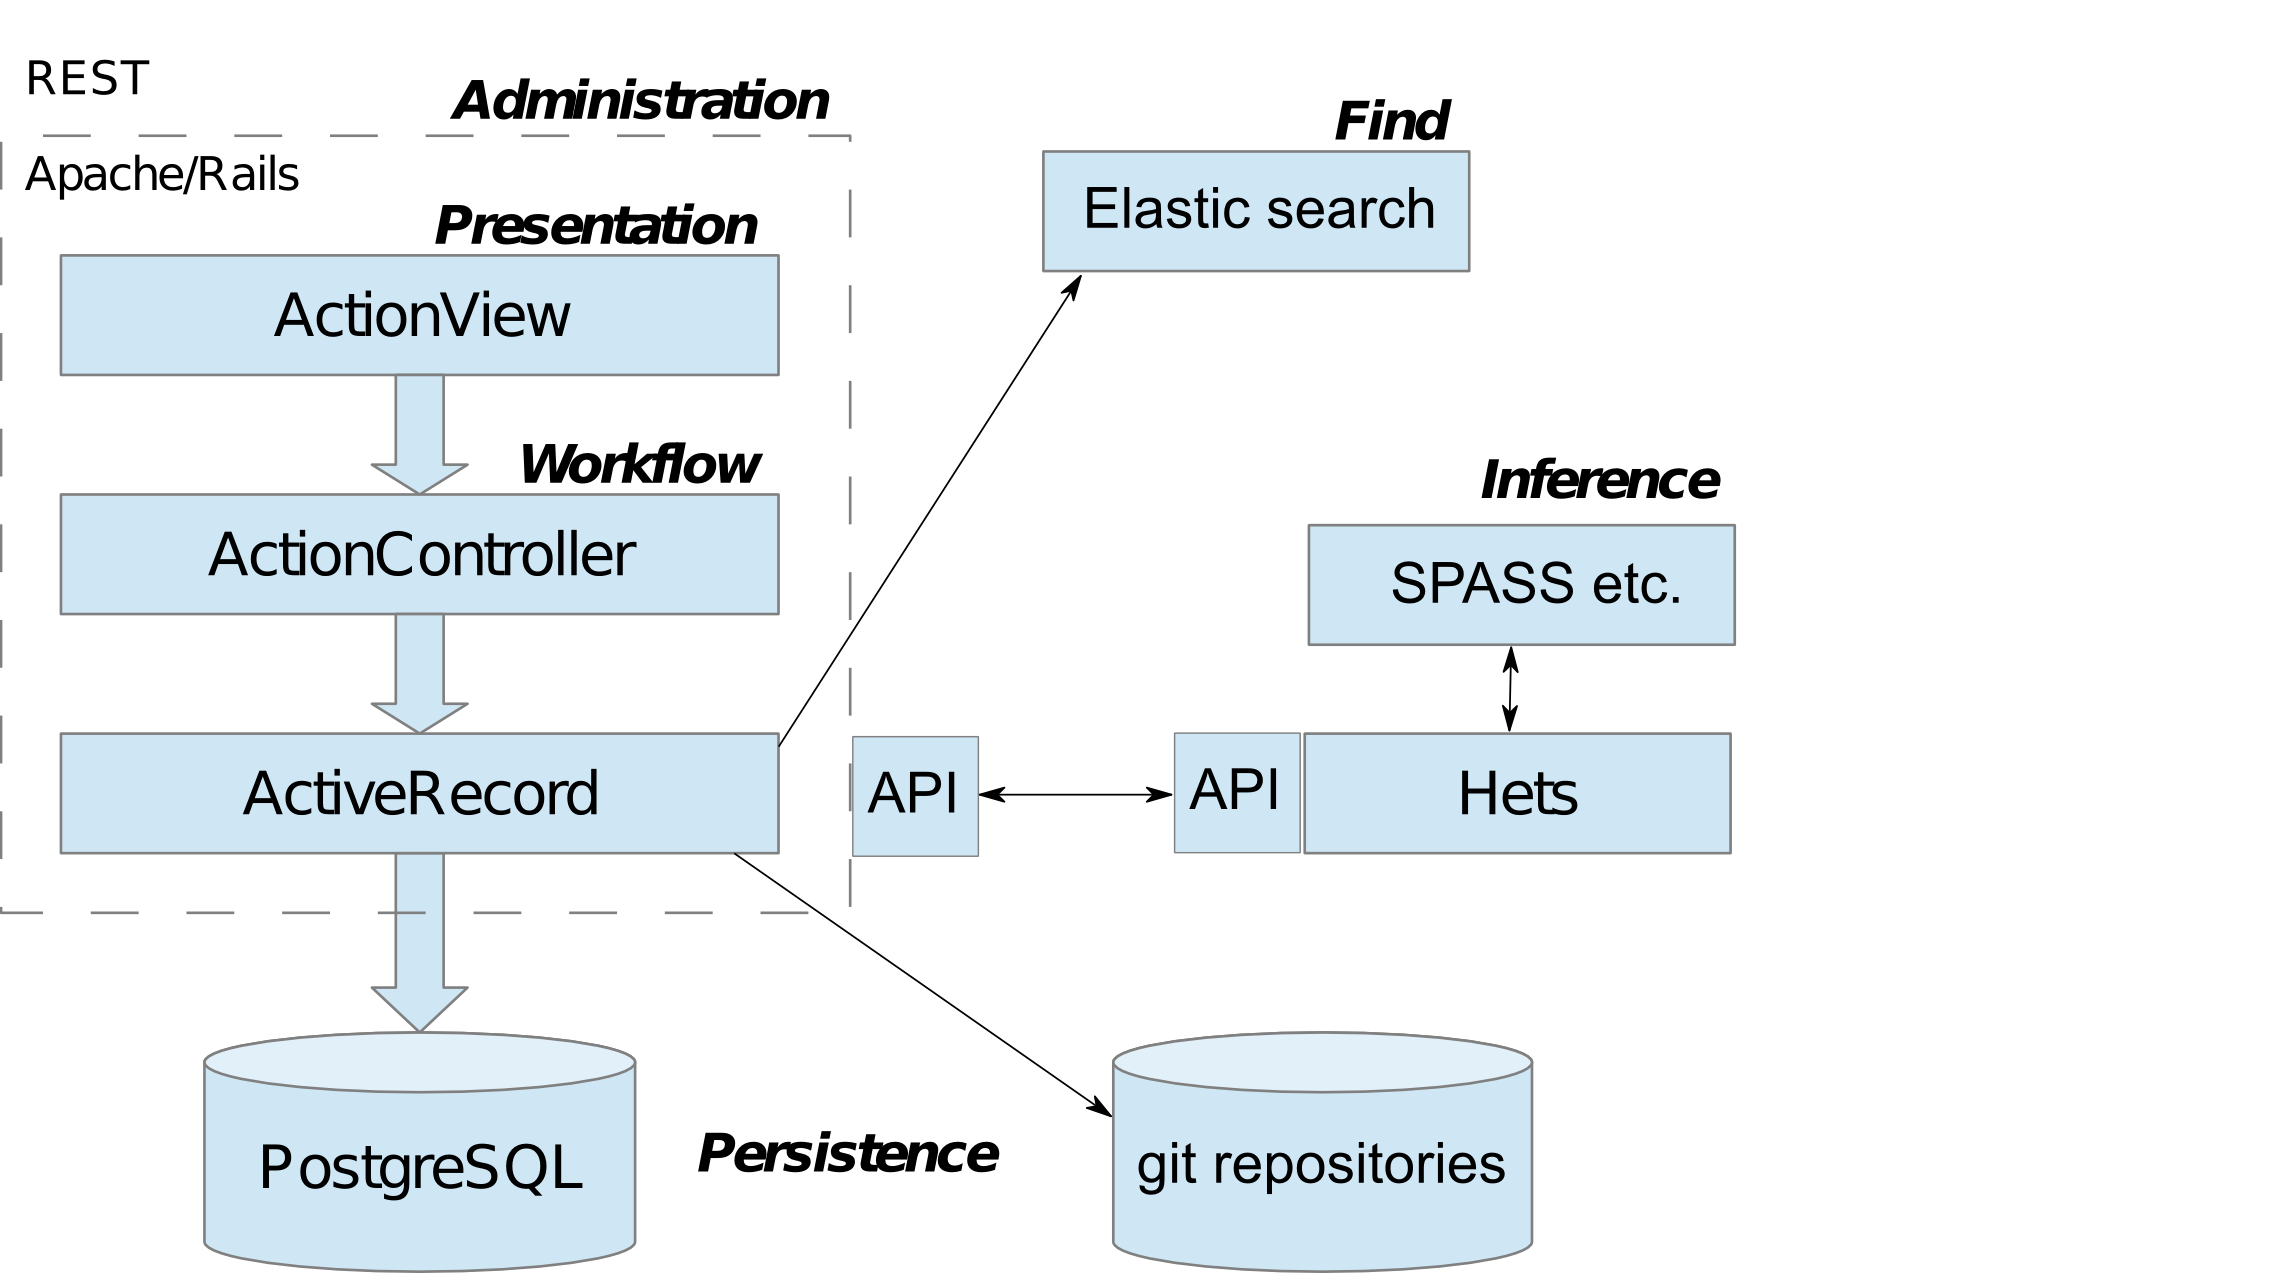 REST
Administration
Apache/Rails
Presentation
ActionView
Workflow
ActionController
ActiveRecord
PostgreSQL
Persistence
Find
Elastic search
Inference
SPASS etc.
API
API
Hets
git repositories